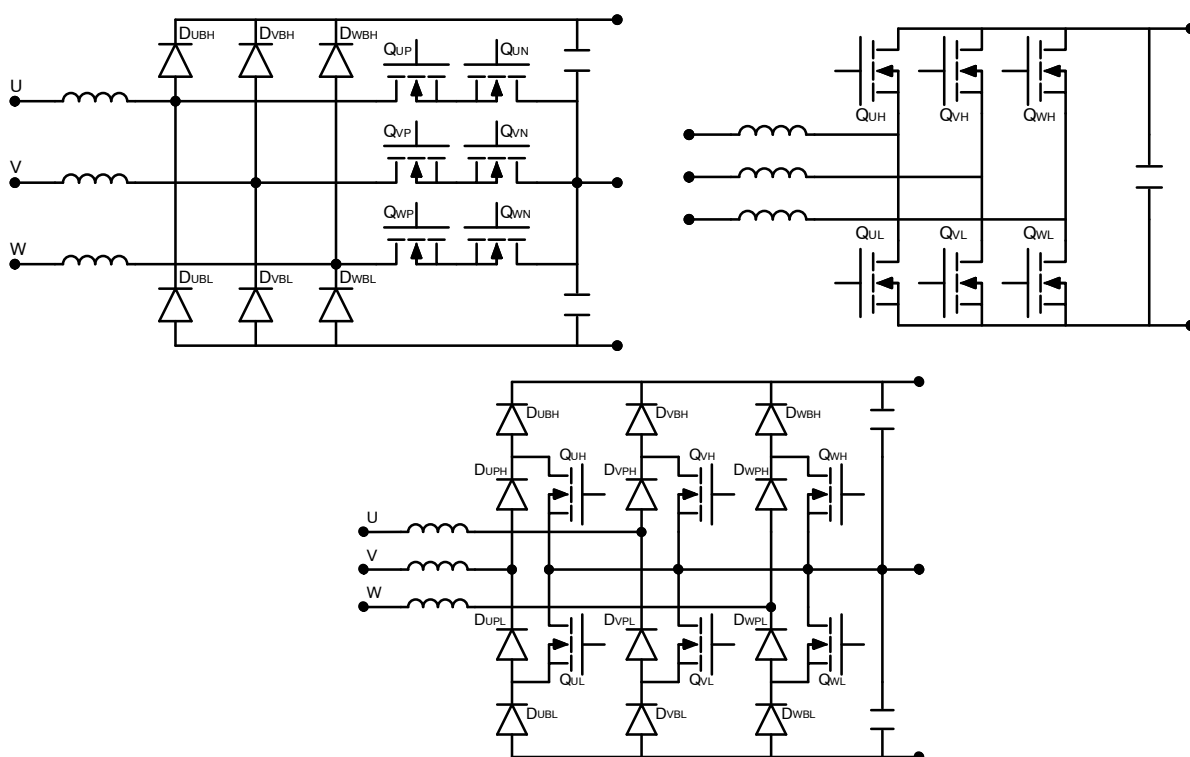 DUBH DVBH DWBH
QUP QUN
U
QVP QVN
V
QWP QWN
W
DUBL DVBL DWBL
QUH QVH QWH
QUL QVL QWL
DUBH DVBH DWBH
QUH QVH QWH
DUPH DVPH DWPH
U
V
W
DUPL DVPL DWPL
QUL QVL QWL
DUBL DVBL DWBL